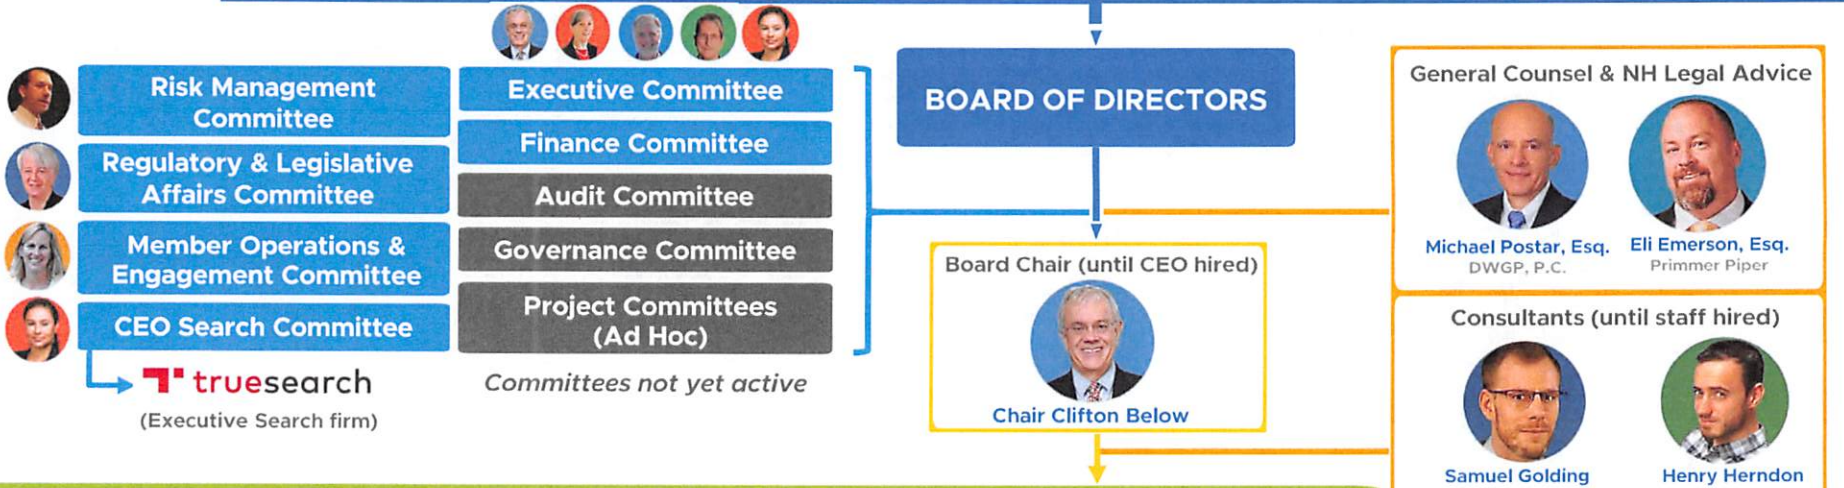 Risk Management
Committee
Regulatory & Legislative
Affairs Committee
Member Operations &
Engagement Committee
CEO Search Committee
truesearch
(Executive Search firm)
Executive Committee
Finance Committee
Audit Committee
Governance Committee
Project Committees
(Ad Hoc)
Committees not yet active
BOARD OF DIRECTORS
Board Chair (until CEO hired)
Chair Clifton Below
General Counsel & NH Legal Advice
Michael Postar, Esq.
DWGP, P.C.
Eli Emerson, Esq.
Primmer Piper
Consultants (until staff hired)
Samuel Golding
Henry Herndon